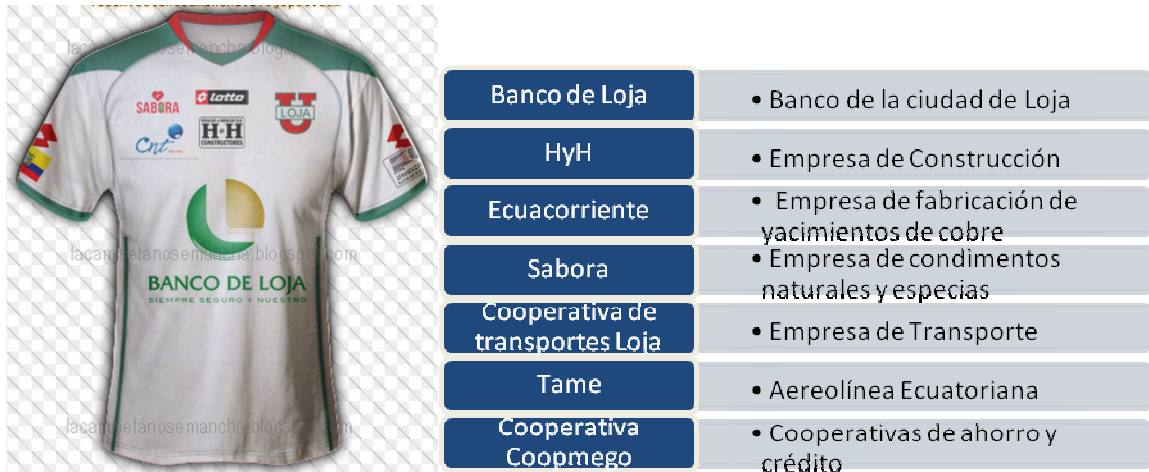 lacamisetanosemancha.blogspot.com
SABORA
lotto
LOJA
Cnt
HIDALGO e HIDALGO S.A.
H-H
CONSTRUCTORES
lacamisetanosemancha.blogspot.com
BANCO DE LOJA
SIEMPRE SEGURO Y NUESTRO
lacamisetanosemancha.blogspot.com
Banco de Loja
• Banco de la ciudad de Loja
HyH
• Empresa de Construcción
Ecuacorriente
• Empresa de fabricación de
yacimientos de cobre
Sabora
• Empresa de condimentos
naturales y especias
Cooperativa de
transportes Loja
• Empresa de Transporte
Tame
• Aereolínea Ecuatoriana
Cooperativa
Coopmego
• Cooperativas de ahorro y
crédito